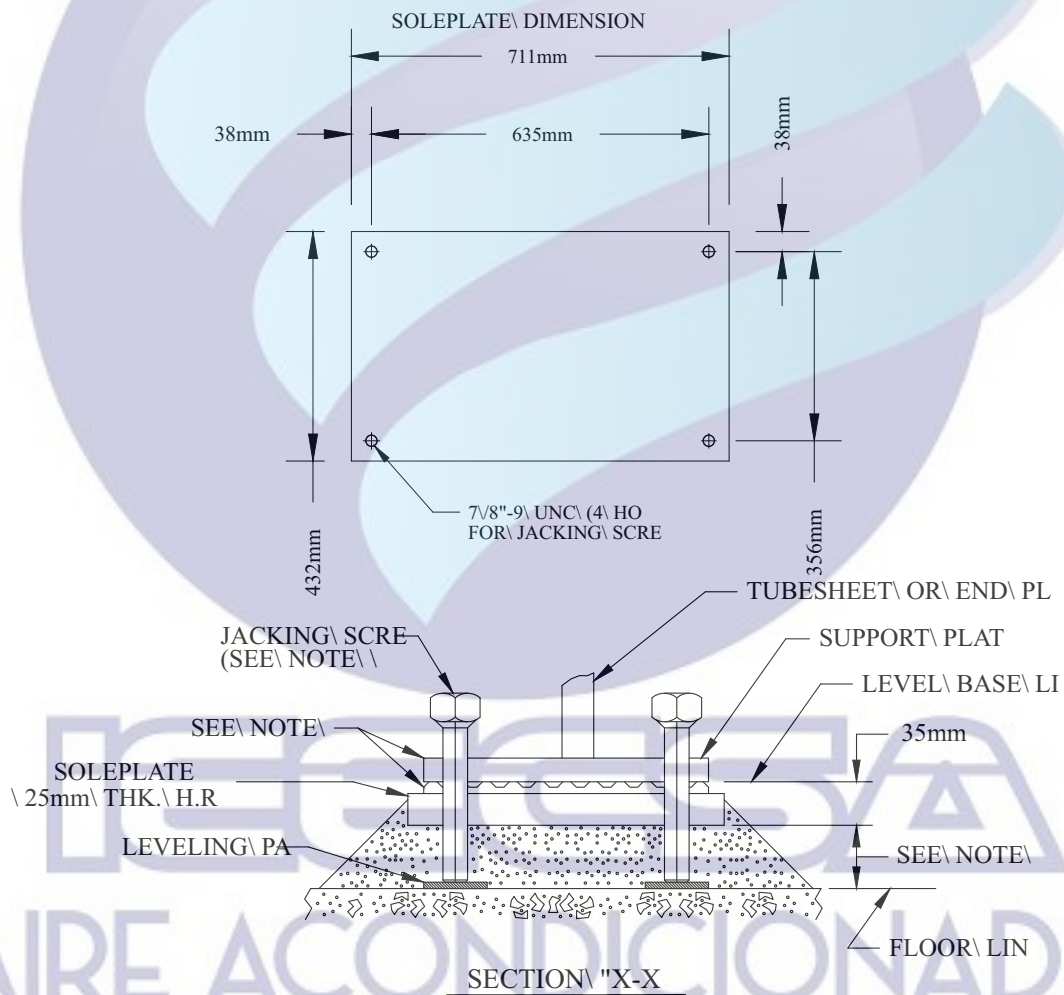 SOLEPLATE\ DIMENSION
711mm
38mm
635mm
38mm
432mm
356mm
7\/8"-9\ UNC\ (4\ HO
FOR\ JACKING\ SCRE
TUBESHEET\ OR\ END\ PL
JACKING\ SCRE
(SEE\ NOTE\ \
SUPPORT\ PLAT
LEVEL\ BASE\ LI
SEE\ NOTE\
35mm
SOLEPLATE
\ 25mm\ THK.\ H.R
LEVELING\ PA
SEE\ NOTE\
FLOOR\ LIN
AIRE ACONDICIONAD
SECTION\ "X-X